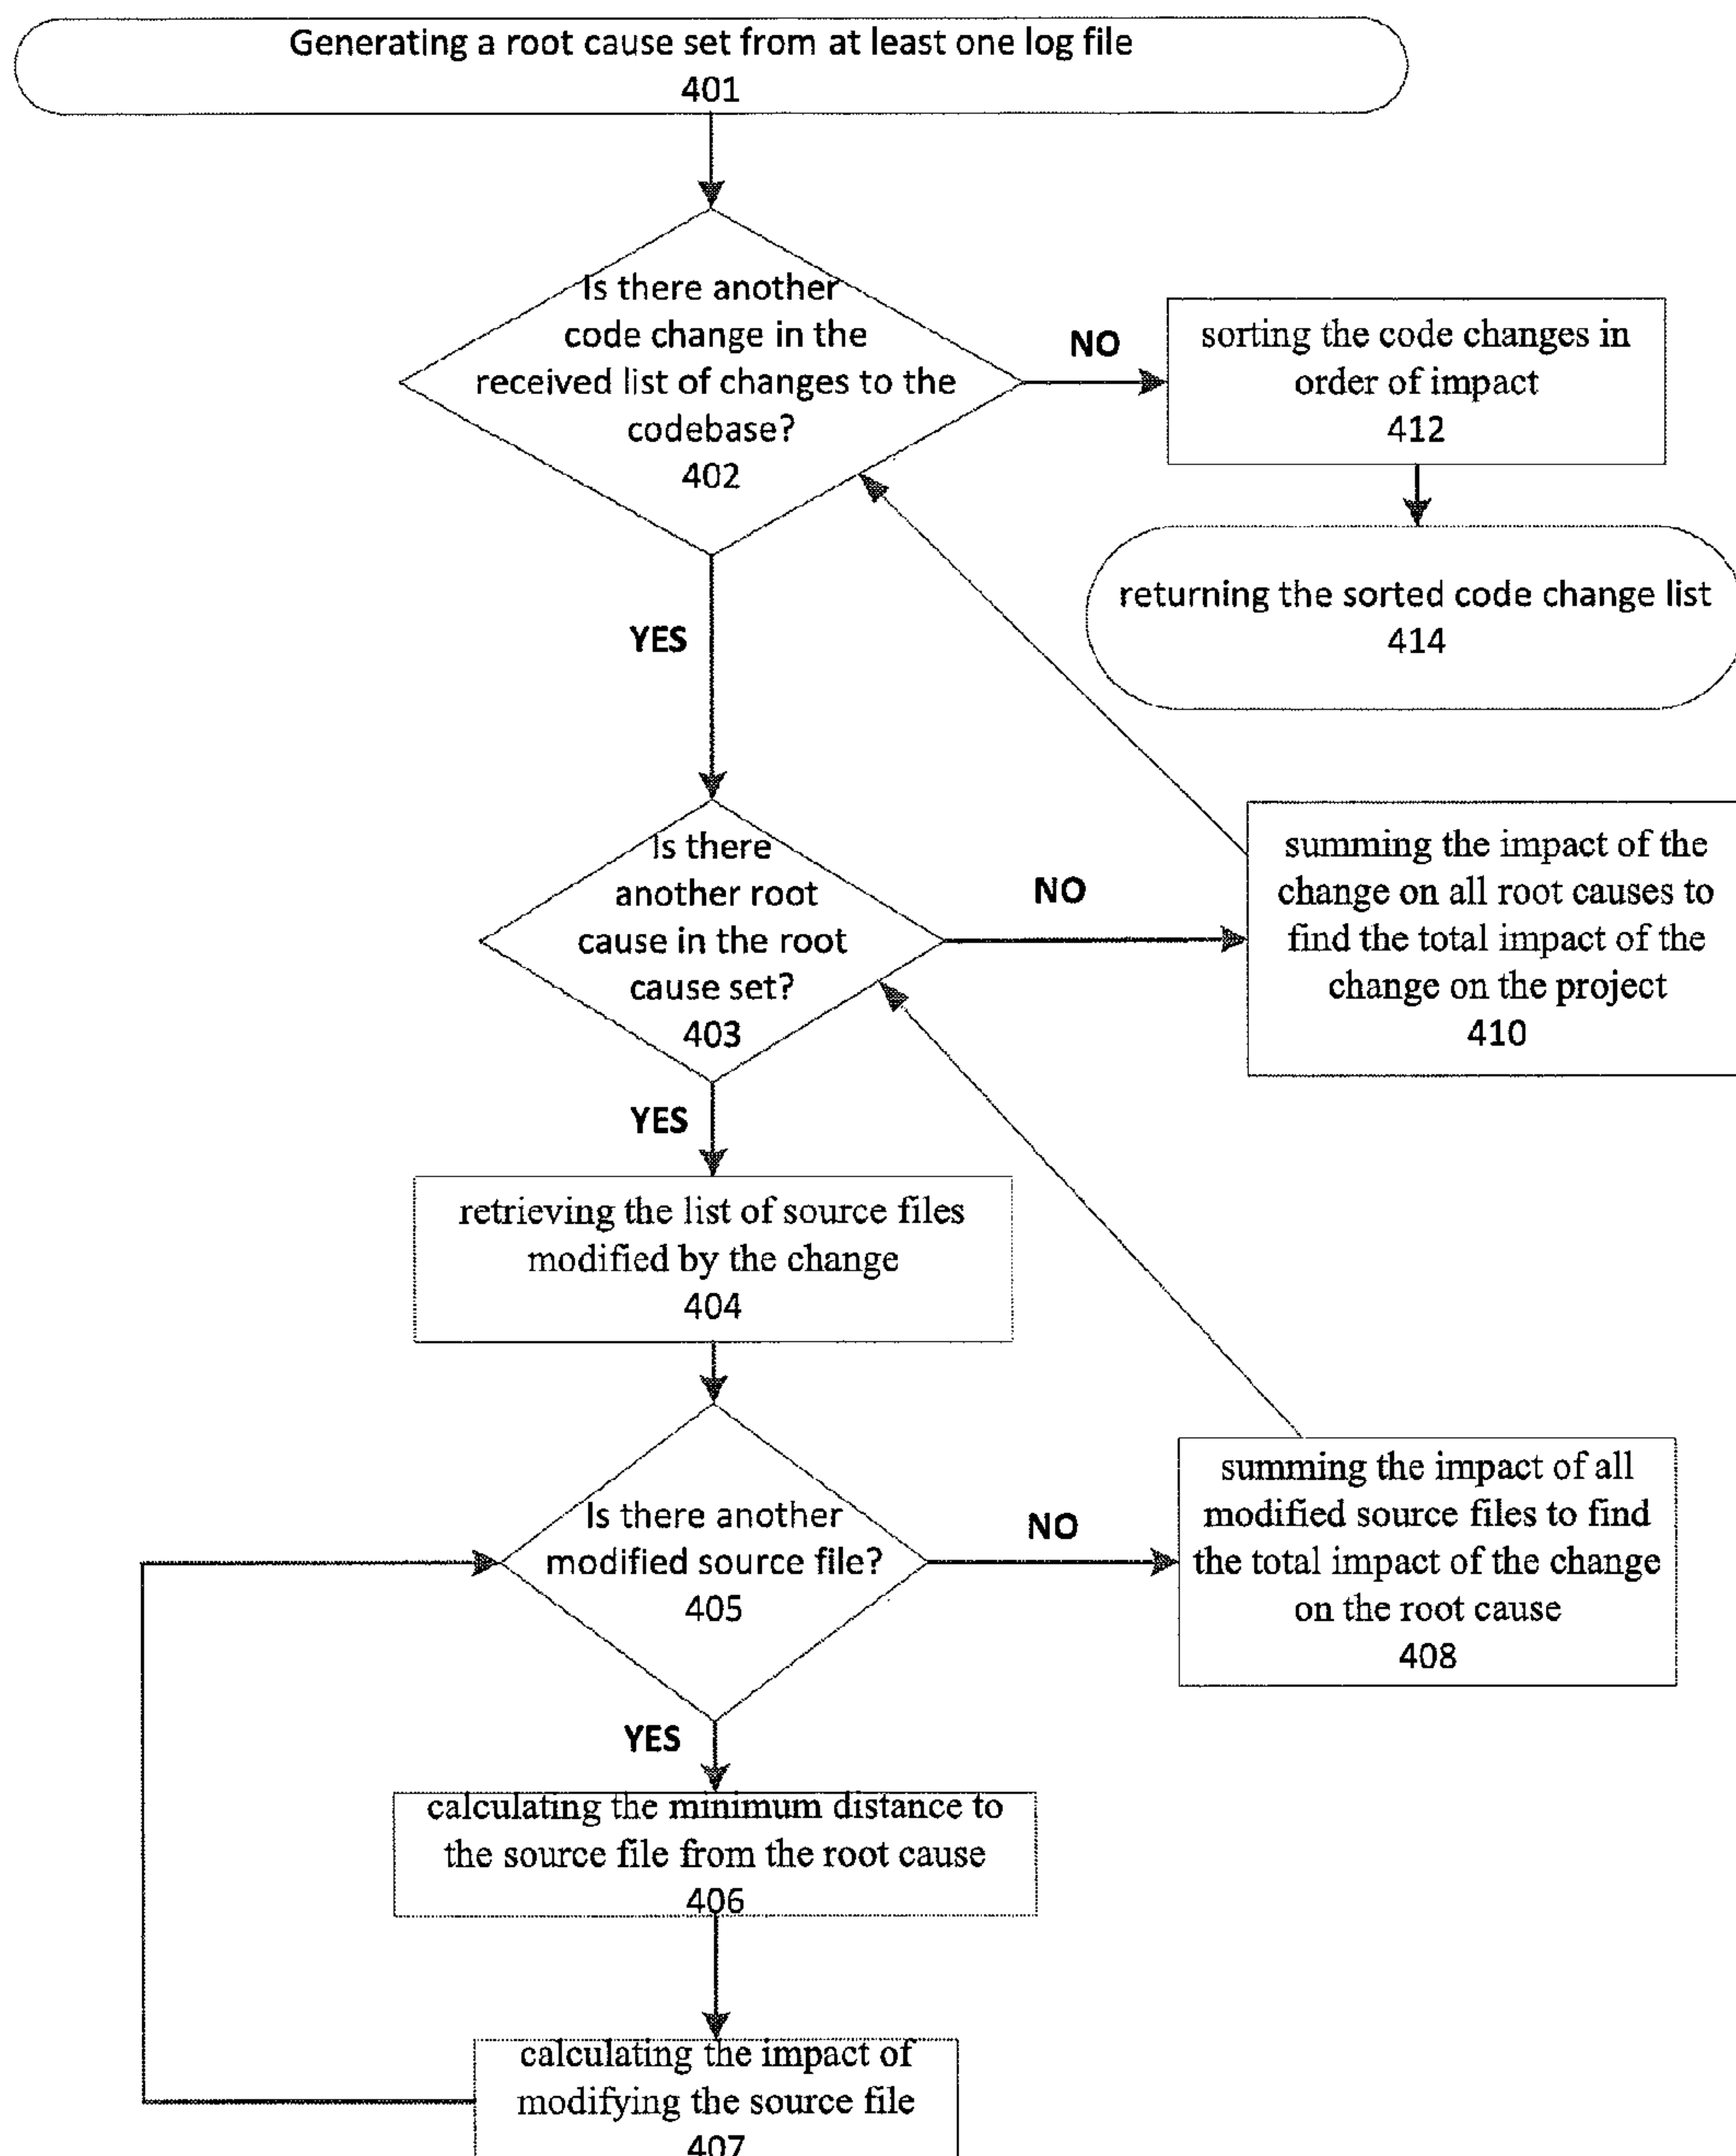 Generating a root cause set from at least one log file
401
Is there another
code change in the
received list of changes to the
codebase?
402
NO
sorting the code changes in
order of impact
412
returning the sorted code change list
414
YES
Is there
another root
cause in the root
cause set?
403
NO
summing the impact of the
change on all root causes to
find the total impact of the
change on the project
410
YES
retrieving the list of source files
modified by the change
404
Is there another
modified source file?
405
NO
summing the impact of all
modified source files to find
the total impact of the change
on the root cause
408
YES
calculating the minimum distance to
the source file from the root cause
406
calculating the impact of
modifying the source file
407